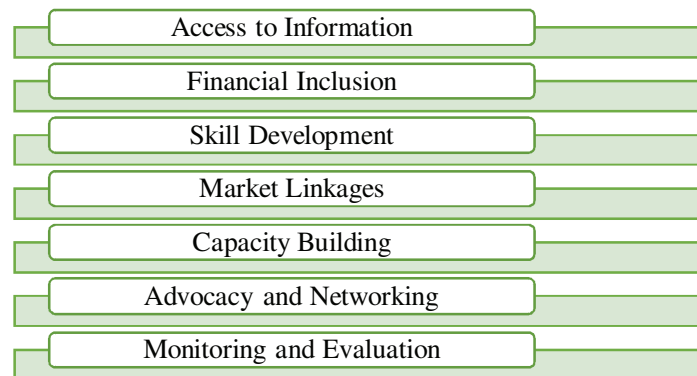 Access to Information
Financial Inclusion
Skill Development
Market Linkages
Capacity Building
Advocacy and Networking
Monitoring and Evaluation